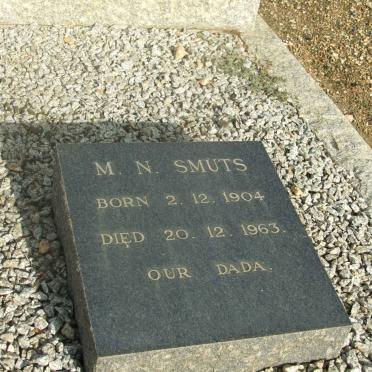 M. N. SMUTS
BORN 2. 12. 1904
DIED 20. 12. 1963.
OUR DADA.